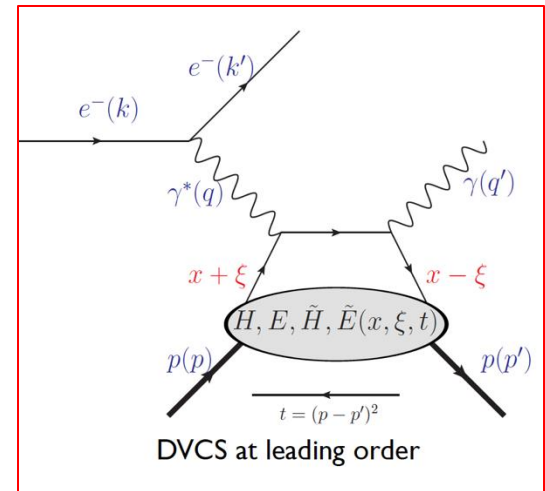 e⁻(k′)
e⁻(k)
γ*(q)
γ(q′)
x + ξ
x − ξ
H, E, H̃, Ẽ(x, ξ, t)
p(p)
p(p′)
t = (p − p′)²
DVCS at leading order